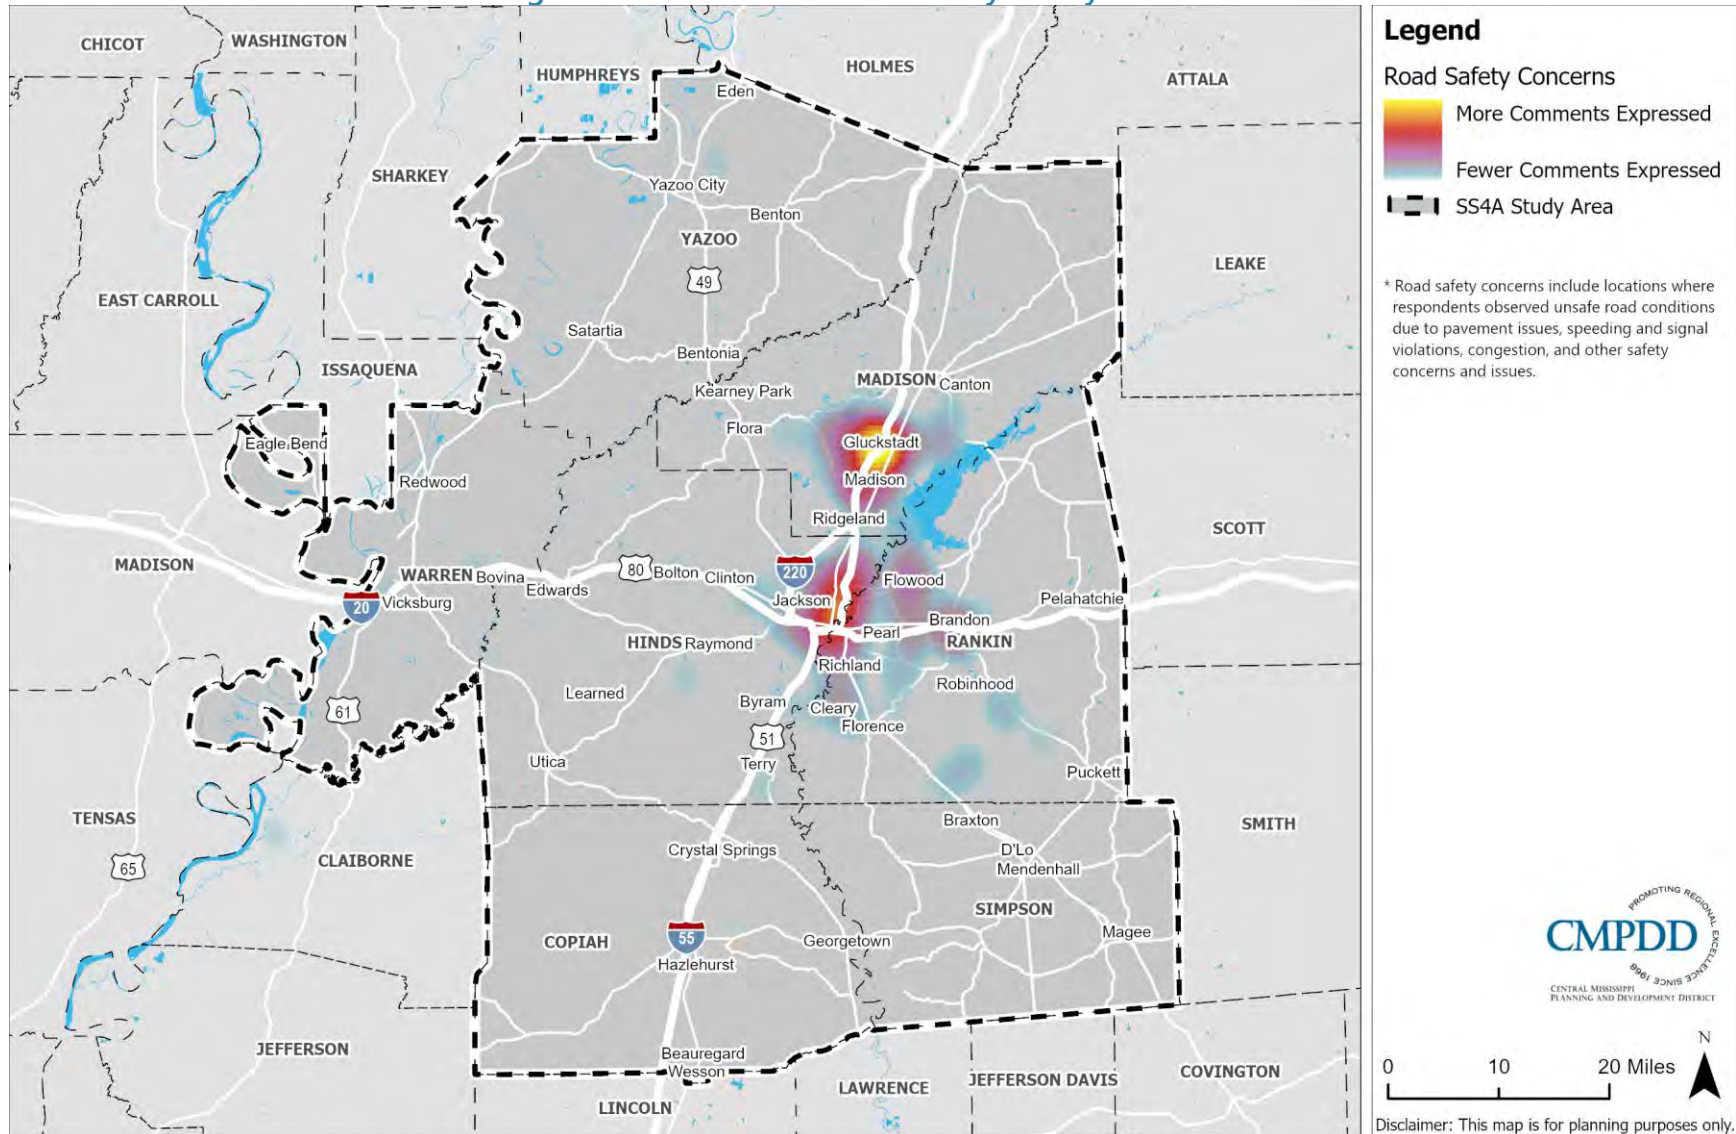 CHICOT
WASHINGTON
HUMPHREYS
HOLMES
ATTALA
Eden
SHARKEY
Yazoo City
Benton
YAZOO
LEAKE
49
EAST CARROLL
Satartia
Bentonia
ISSAQUENA
Kearney Park
MADISON
Canton
Flora
Gluckstadt
Eagle Bend
Redwood
Madison
Ridgeland
SCOTT
MADISON
WARREN
Bovina
80
Bolton
Clinton
220
Flowood
Edwards
20
Vicksburg
Jackson
Pelahatchie
Brandon
Pearl
HINDS
Raymond
RANKIN
Richland
Learned
Robinhood
61
Byram
Cleary
Florence
51
Utica
Terry
Puckett
TENSAS
Braxton
SMITH
CLAIBORNE
Crystal Springs
D'Lo
Mendenhall
65
SIMPSON
COPIAH
55
Georgetown
Magee
Hazlehurst
JEFFERSON
Beauregard
Wesson
LAWRENCE
JEFFERSON DAVIS
COVINGTON
LINCOLN
Legend
Road Safety Concerns
More Comments Expressed
Fewer Comments Expressed
SS4A Study Area
* Road safety concerns include locations where
respondents observed unsafe road conditions
due to pavement issues, speeding and signal
violations, congestion, and other safety
concerns and issues.
PROMOTING REGIONAL EXCELLENCE
CMPDD
SINCE 1968
CENTRAL MISSISSIPPI
PLANNING AND DEVELOPMENT DISTRICT
N
0 10 20 Miles
Disclaimer: This map is for planning purposes only.